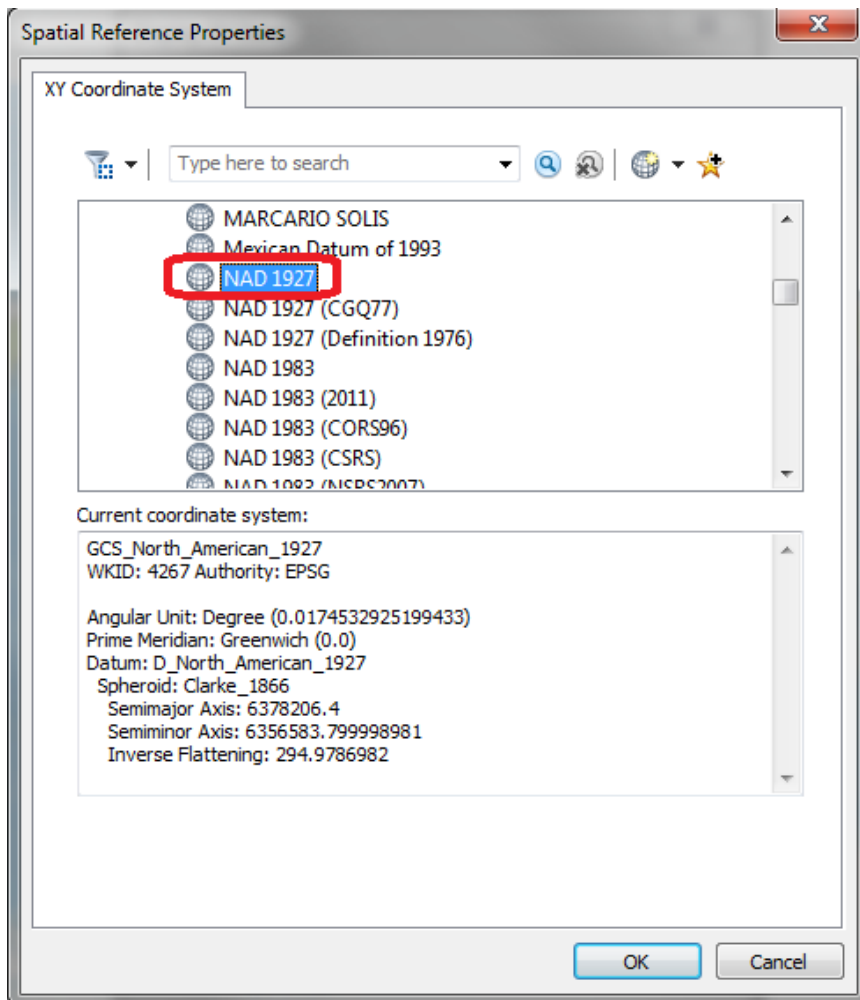 Spatial Reference Properties
XY Coordinate System
Type here to search
MARCARIO SOLIS
Mexican Datum of 1993
NAD 1927
NAD 1927 (CGQ77)
NAD 1927 (Definition 1976)
NAD 1983
NAD 1983 (2011)
NAD 1983 (CORS96)
NAD 1983 (CSRS)
NAD 1983 (NSRS2007)
Current coordinate system:
GCS_North_American_1927
WKID: 4267 Authority: EPSG
Angular Unit: Degree (0.0174532925199433)
Prime Meridian: Greenwich (0.0)
Datum: D_North_American_1927
Spheroid: Clarke_1866
Semimajor Axis: 6378206.4
Semiminor Axis: 6356583.799998981
Inverse Flattening: 294.9786982
OK Cancel